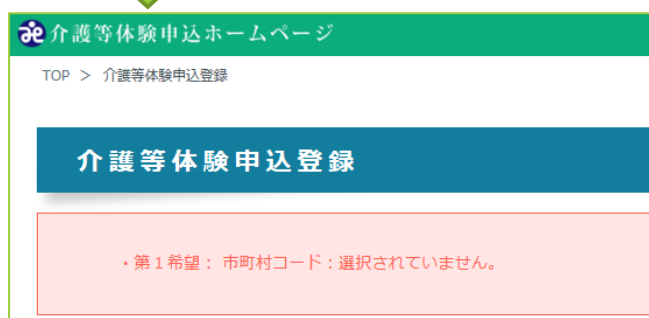 介護等体験申込ホームページ
TOP ＞ 介護等体験申込登録
介護等体験申込登録
・第１希望： 市町村コード：選択されていません。